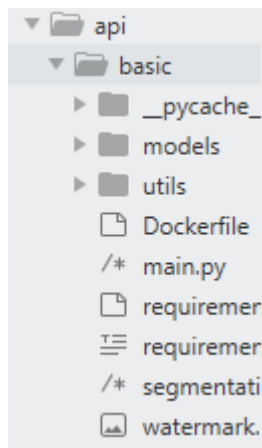 api
basic
__pycache_
models
utils
Dockerfile
main.py
requiremer
requiremer
segmentati
watermark.